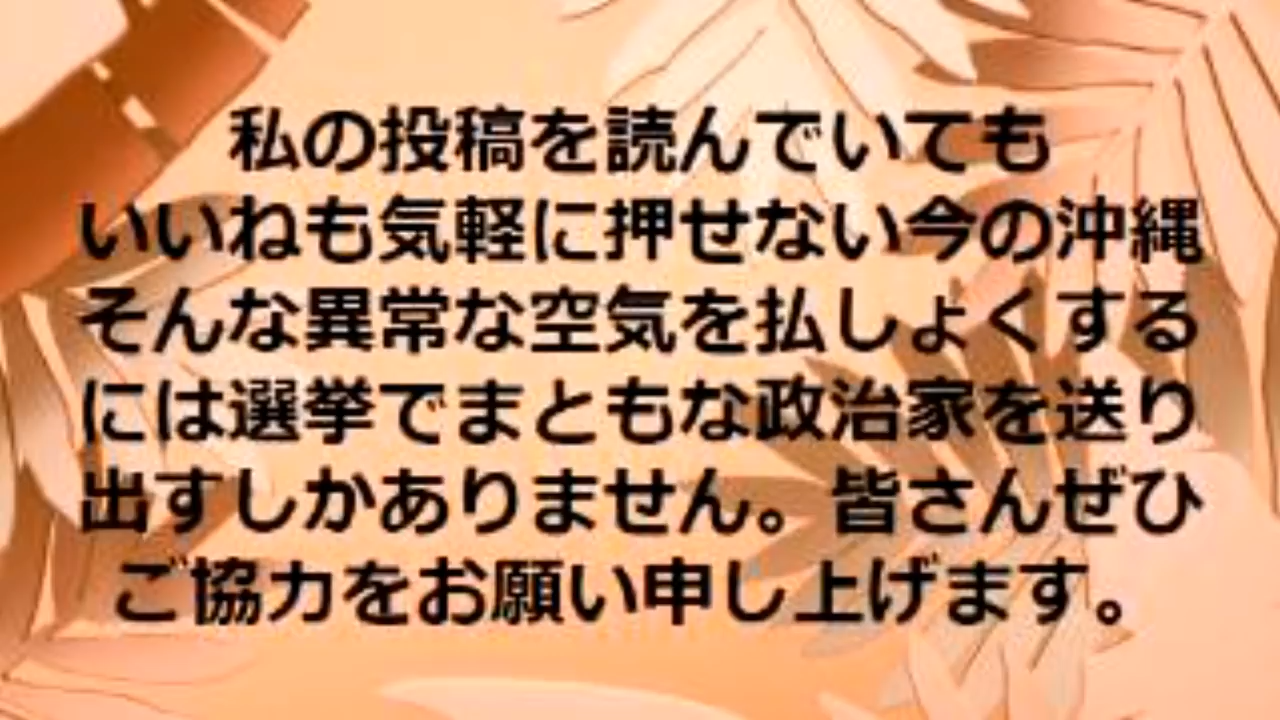 私の投稿を読んでいても
いいねも気軽に押せない今の沖縄
そんな異常な空気を払しょくする
には選挙でまともな政治家を送り
出すしかありません。皆さんぜひ
ご協力をお願い申し上げます。